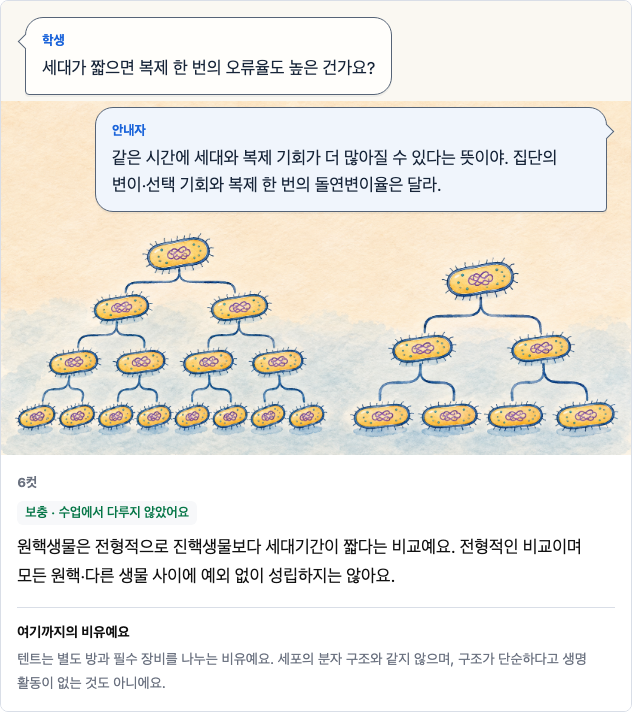 학생
세대가 짧으면 복제 한 번의 오류율도 높은 건가요?
안내자
같은 시간에 세대와 복제 기회가 더 많아질 수 있다는 뜻이야. 집단의
변이·선택 기회와 복제 한 번의 돌연변이율은 달라.
6컷
보충 · 수업에서 다루지 않았어요
원핵생물은 전형적으로 진핵생물보다 세대기간이 짧다는 비교예요. 전형적인 비교이며
모든 원핵·다른 생물 사이에 예외 없이 성립하지는 않아요.
여기까지의 비유예요
텐트는 별도 방과 필수 장비를 나누는 비유예요. 세포의 분자 구조와 같지 않으며, 구조가 단순하다고 생명
활동이 없는 것도 아니에요.